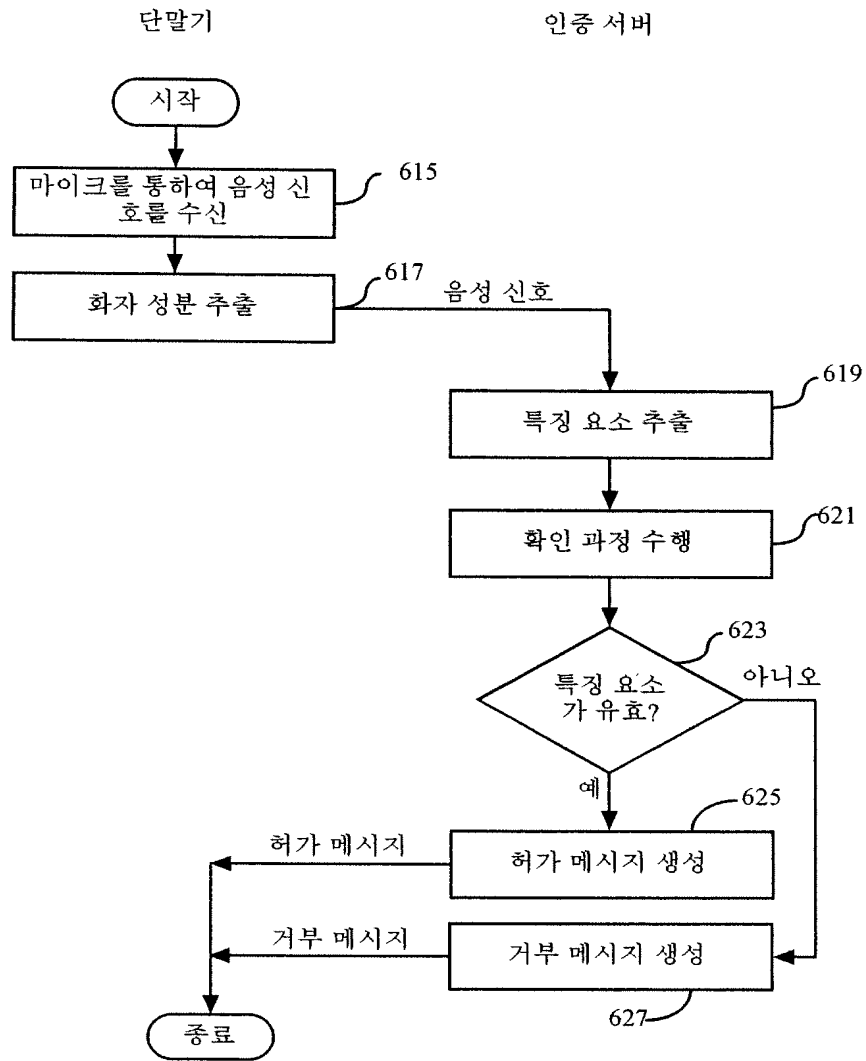 단말기
인증 서버
시작
마이크를 통하여 음성 신
호를 수신
615
화자 성분 추출
617
음성 신호
특징 요소 추출
619
확인 과정 수행
621
특징 요소
가 유효?
623
아니오
예
허가 메시지 생성
625
허가 메시지
거부 메시지 생성
627
거부 메시지
종료